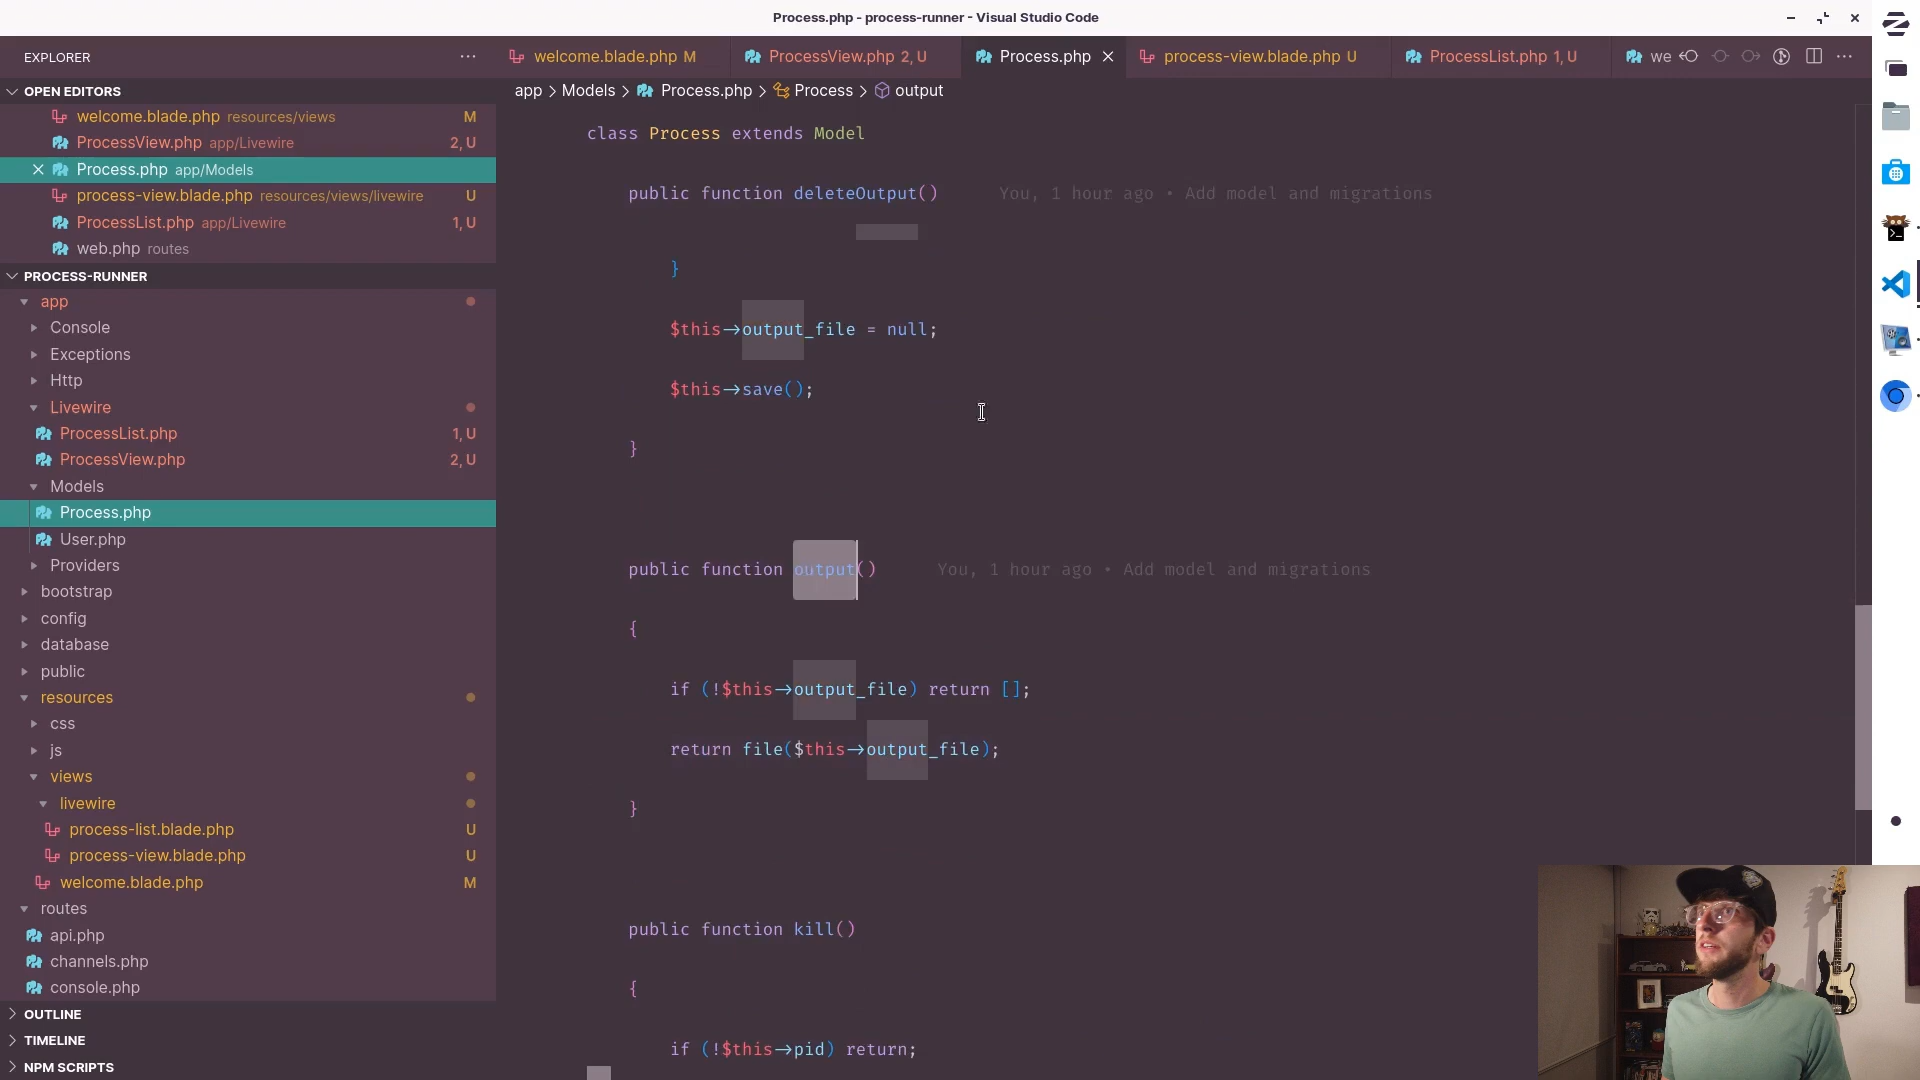 Process.php - process-runner - Visual Studio Code
EXPLORER
welcome.blade.php M
ProcessView.php 2, U
Process.php
process-view.blade.php U
ProcessList.php 1, U
we
OPEN EDITORS
welcome.blade.php resources/views M
ProcessView.php app/Livewire 2, U
Process.php app/Models
process-view.blade.php resources/views/livewire U
ProcessList.php app/Livewire 1, U
web.php routes
PROCESS-RUNNER
app
Console
Exceptions
Http
Livewire
ProcessList.php 1, U
ProcessView.php 2, U
Models
Process.php
User.php
Providers
bootstrap
config
database
public
resources
css
js
views
livewire
process-list.blade.php U
process-view.blade.php U
welcome.blade.php M
routes
api.php
channels.php
console.php
OUTLINE
TIMELINE
NPM SCRIPTS
app > Models > Process.php > Process > output
class Process extends Model
public function deleteOutput() You, 1 hour ago • Add model and migrations
}
$this->output_file = null;
$this->save();
}
public function output() You, 1 hour ago • Add model and migrations
{
if (!$this->output_file) return [];
return file($this->output_file);
}
public function kill()
{
if (!$this->pid) return;